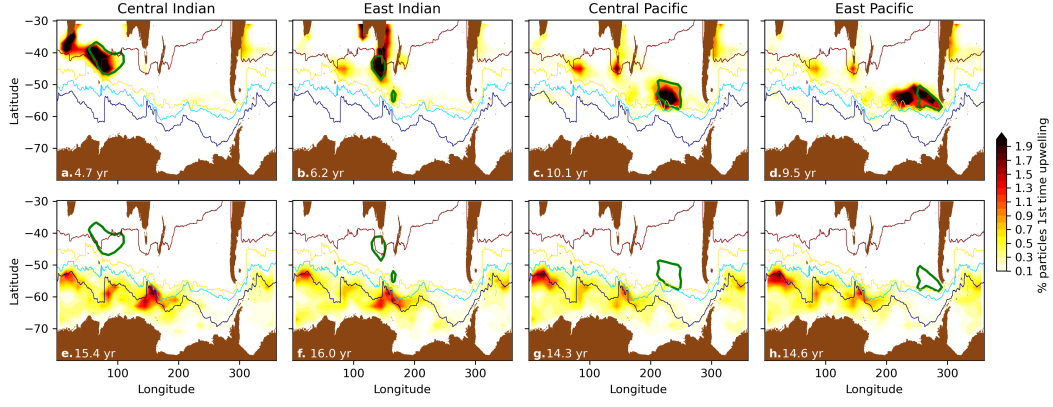 Central Indian
East Indian
Central Pacific
East Pacific
−30
−40
−50
−60
−70
Latitude
a. 4.7 yr
b. 6.2 yr
c. 10.1 yr
d. 9.5 yr
−30
−40
−50
−60
−70
Latitude
e. 15.4 yr
f. 16.0 yr
g. 14.3 yr
h. 14.6 yr
100 200 300
100 200 300
100 200 300
100 200 300
Longitude
Longitude
Longitude
Longitude
1.9
1.7
1.5
1.3
1.1
0.9
0.7
0.5
0.3
0.1
% particles 1st time upwelling